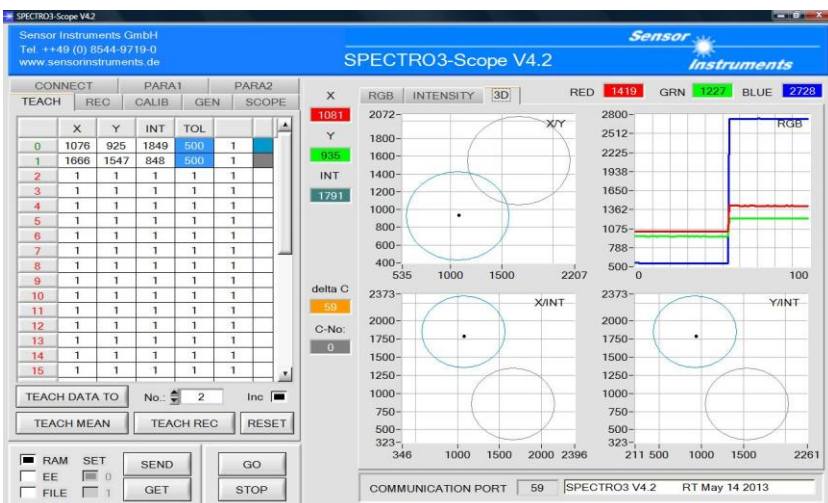 SPECTRO3-Scope V4.2
Sensor Instruments GmbH
Tel. ++49 (0) 8544-9719-0
www.sensorinstruments.de
SPECTRO3-Scope V4.2
Sensor
Instruments
CONNECT PARA1 PARA2
TEACH REC CALIB GEN SCOPE
X Y INT TOL
0 1076 925 1849 500 1
1 1666 1547 848 500 1
2 1 1 1 1 1
3 1 1 1 1 1
4 1 1 1 1 1
5 1 1 1 1 1
6 1 1 1 1 1
7 1 1 1 1 1
8 1 1 1 1 1
9 1 1 1 1 1
10 1 1 1 1 1
11 1 1 1 1 1
12 1 1 1 1 1
13 1 1 1 1 1
14 1 1 1 1 1
15 1 1 1 1 1
TEACH DATA TO No.: 2 Inc
TEACH MEAN TEACH REC RESET
RAM SET
EE 0
FILE 1
SEND GO
GET STOP
X
1081
Y
935
INT
1791
delta C
59
C-No:
0
RGB INTENSITY 3D RED 1419 GRN 1227 BLUE 2728
X/Y
2072
1800
1600
1400
1200
1000
800
600
400
535 1000 1500 2207
RGB
2800
2512
2225
1938
1650
1362
1075
788
500
0 100
X/INT
2373
2000
1750
1500
1250
1000
750
500
323
346 1000 1500 2000 2396
Y/INT
2373
2000
1750
1500
1250
1000
750
500
323
211 500 1000 1500 2261
COMMUNICATION PORT 59 SPECTRO3 V4.2 RT May 14 2013